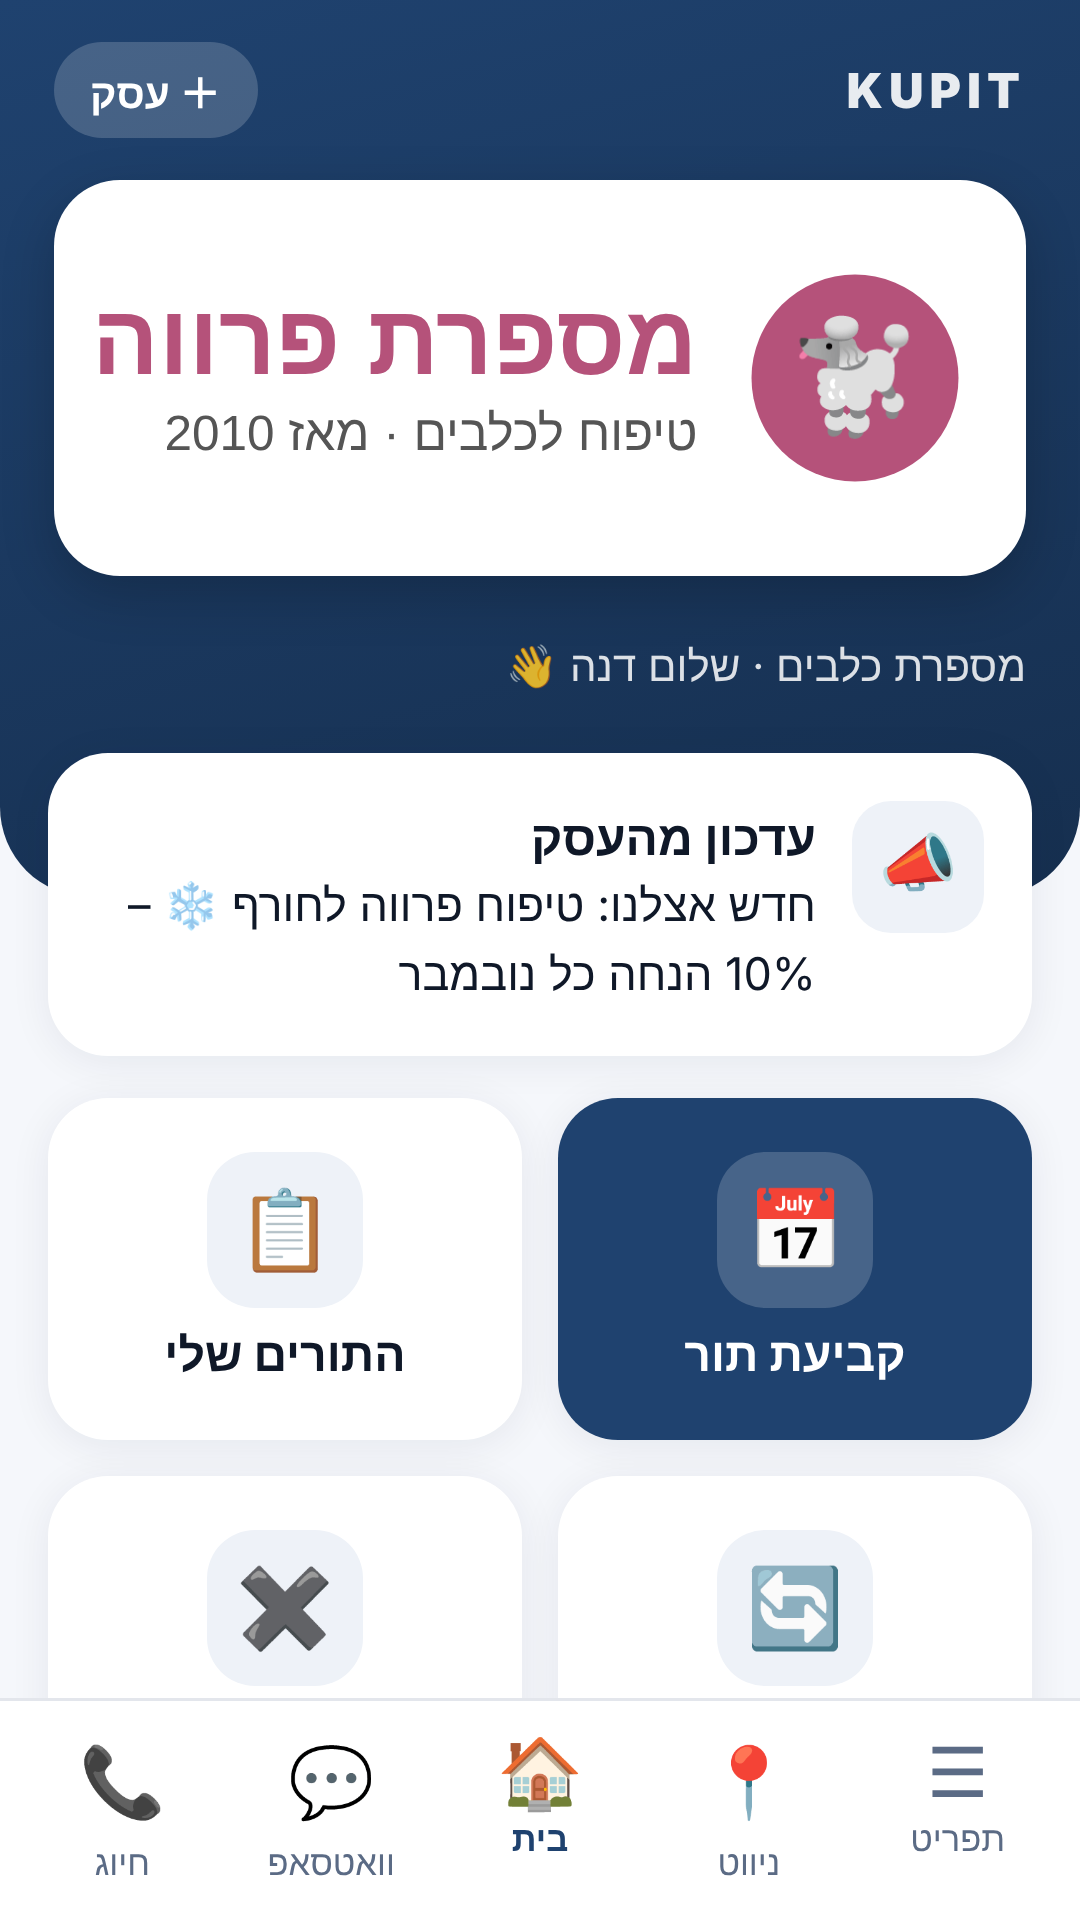 KUPIT
+ עסק
מספרת פרווה
טיפוח לכלבים · מאז 2010
מספרת כלבים · שלום דנה 👋
עדכון מהעסק
חדש אצלנו: טיפוח פרווה לחורף ❄️ –
10% הנחה כל נובמבר
July
17
קביעת תור
התורים שלי
תפריט
ניווט
בית
וואטסאפ
חיוג